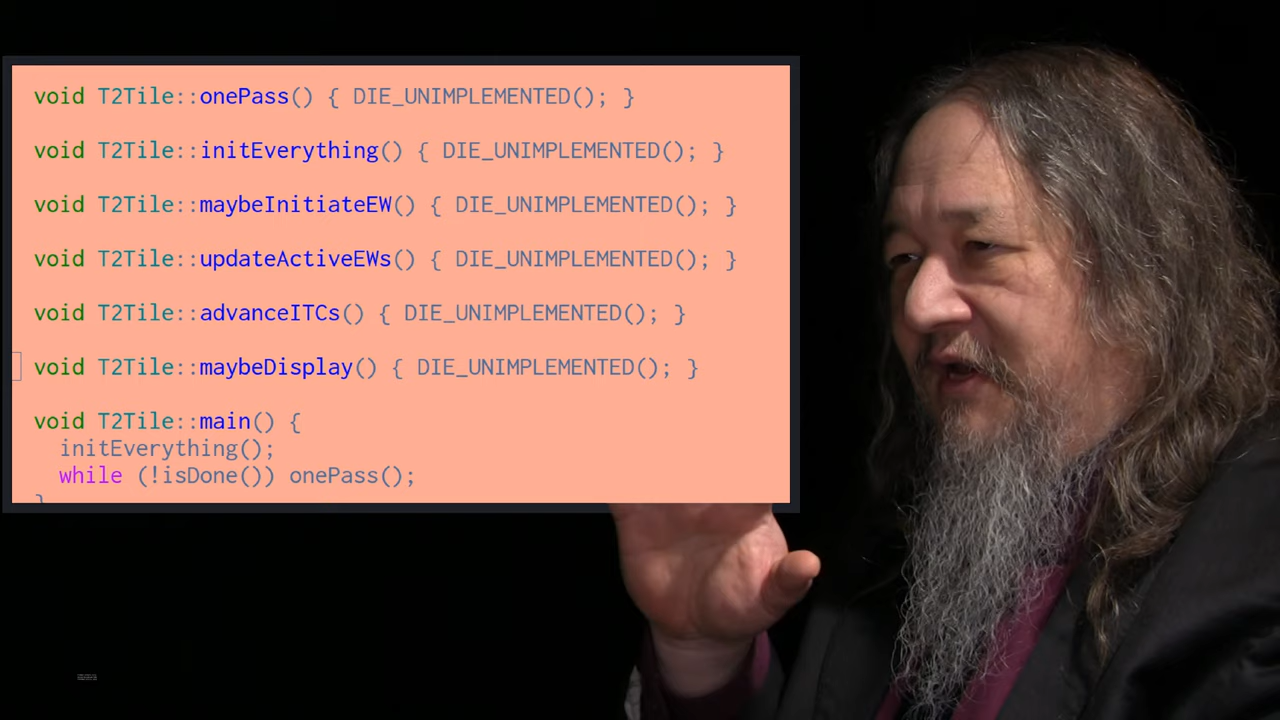 void T2Tile::onePass() { DIE_UNIMPLEMENTED(); }
void T2Tile::initEverything() { DIE_UNIMPLEMENTED(); }
void T2Tile::maybeInitiateEW() { DIE_UNIMPLEMENTED(); }
void T2Tile::updateActiveEWs() { DIE_UNIMPLEMENTED(); }
void T2Tile::advanceITCs() { DIE_UNIMPLEMENTED(); }
void T2Tile::maybeDisplay() { DIE_UNIMPLEMENTED(); }
void T2Tile::main() {
  initEverything();
  while (!isDone()) onePass();
}